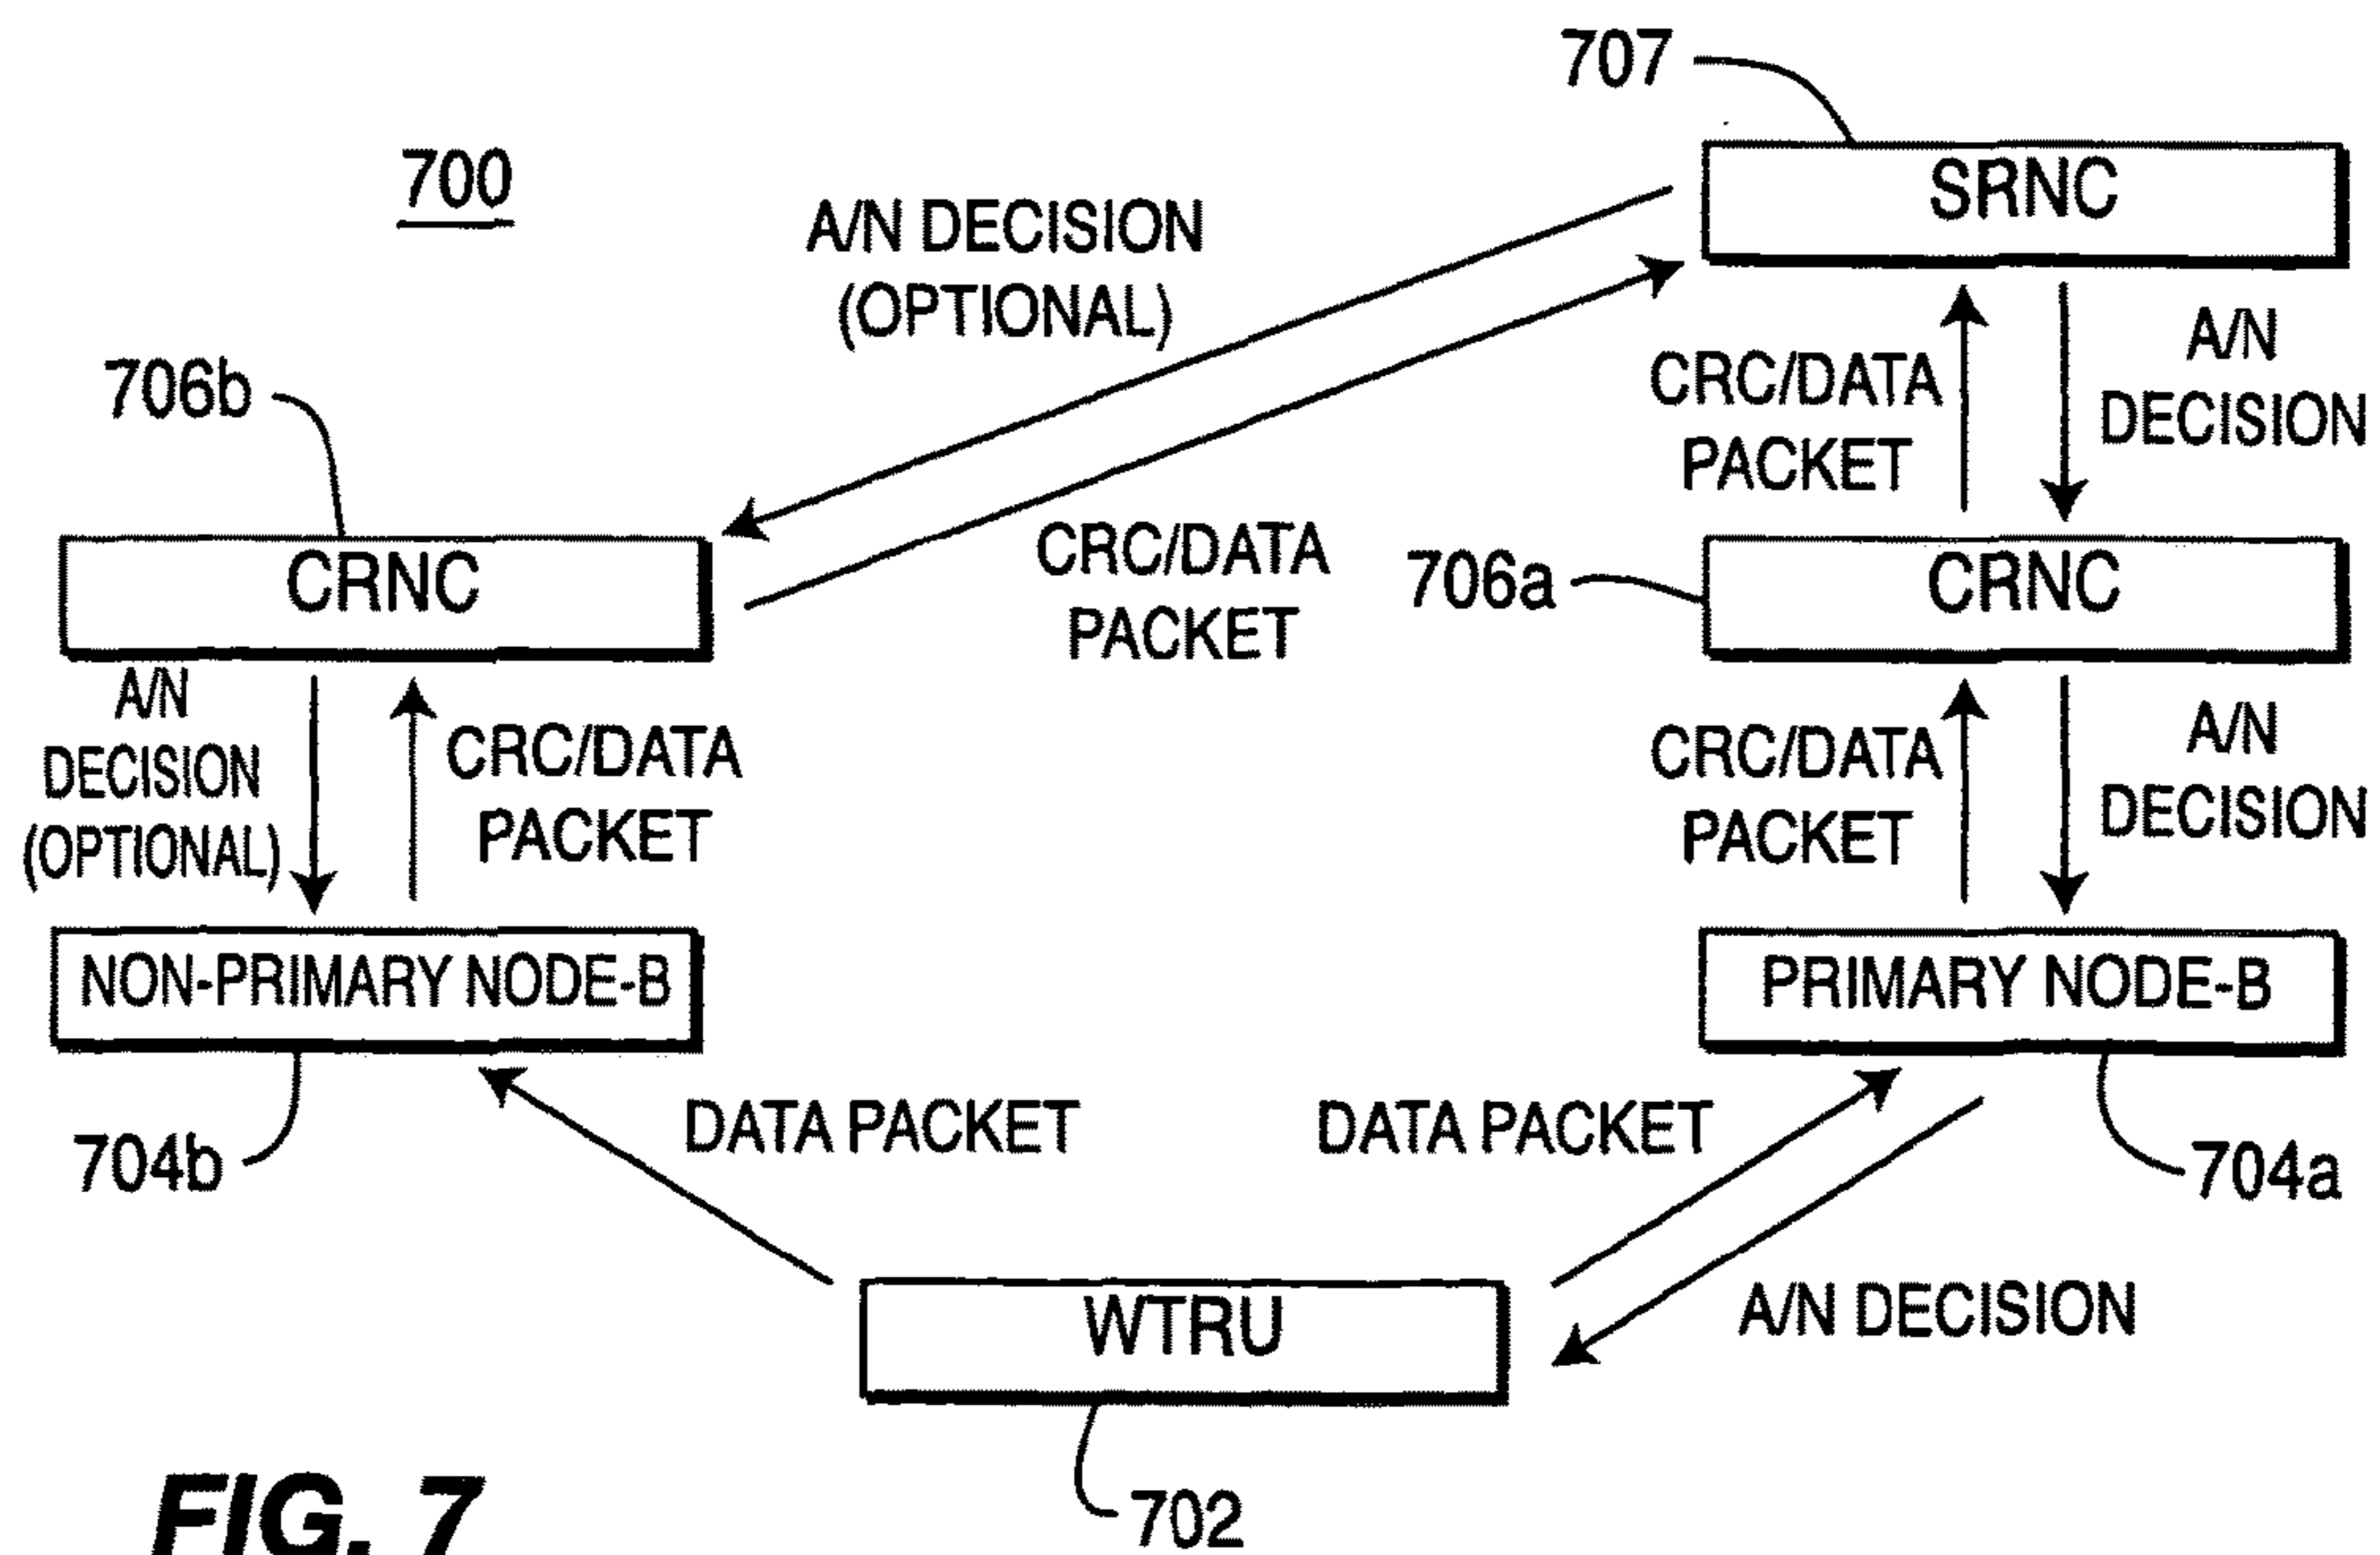 707
700
SRNC
A/N DECISION
(OPTIONAL)
CRC/DATA
PACKET
A/N
DECISION
706b
CRNC
CRC/DATA
PACKET
706a
CRNC
A/N
DECISION
(OPTIONAL)
CRC/DATA
PACKET
CRC/DATA
PACKET
A/N
DECISION
NON-PRIMARY NODE-B
PRIMARY NODE-B
704b
DATA PACKET
DATA PACKET
704a
WTRU
A/N DECISION
702
FIG. 7